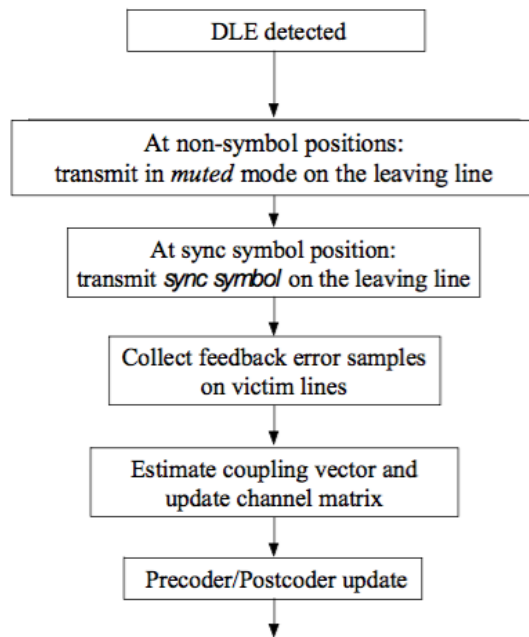 DLE detected
At non-symbol positions:
transmit in muted mode on the leaving line
At sync symbol position:
transmit sync symbol on the leaving line
Collect feedback error samples
on victim lines
Estimate coupling vector and
update channel matrix
Precoder/Postcoder update